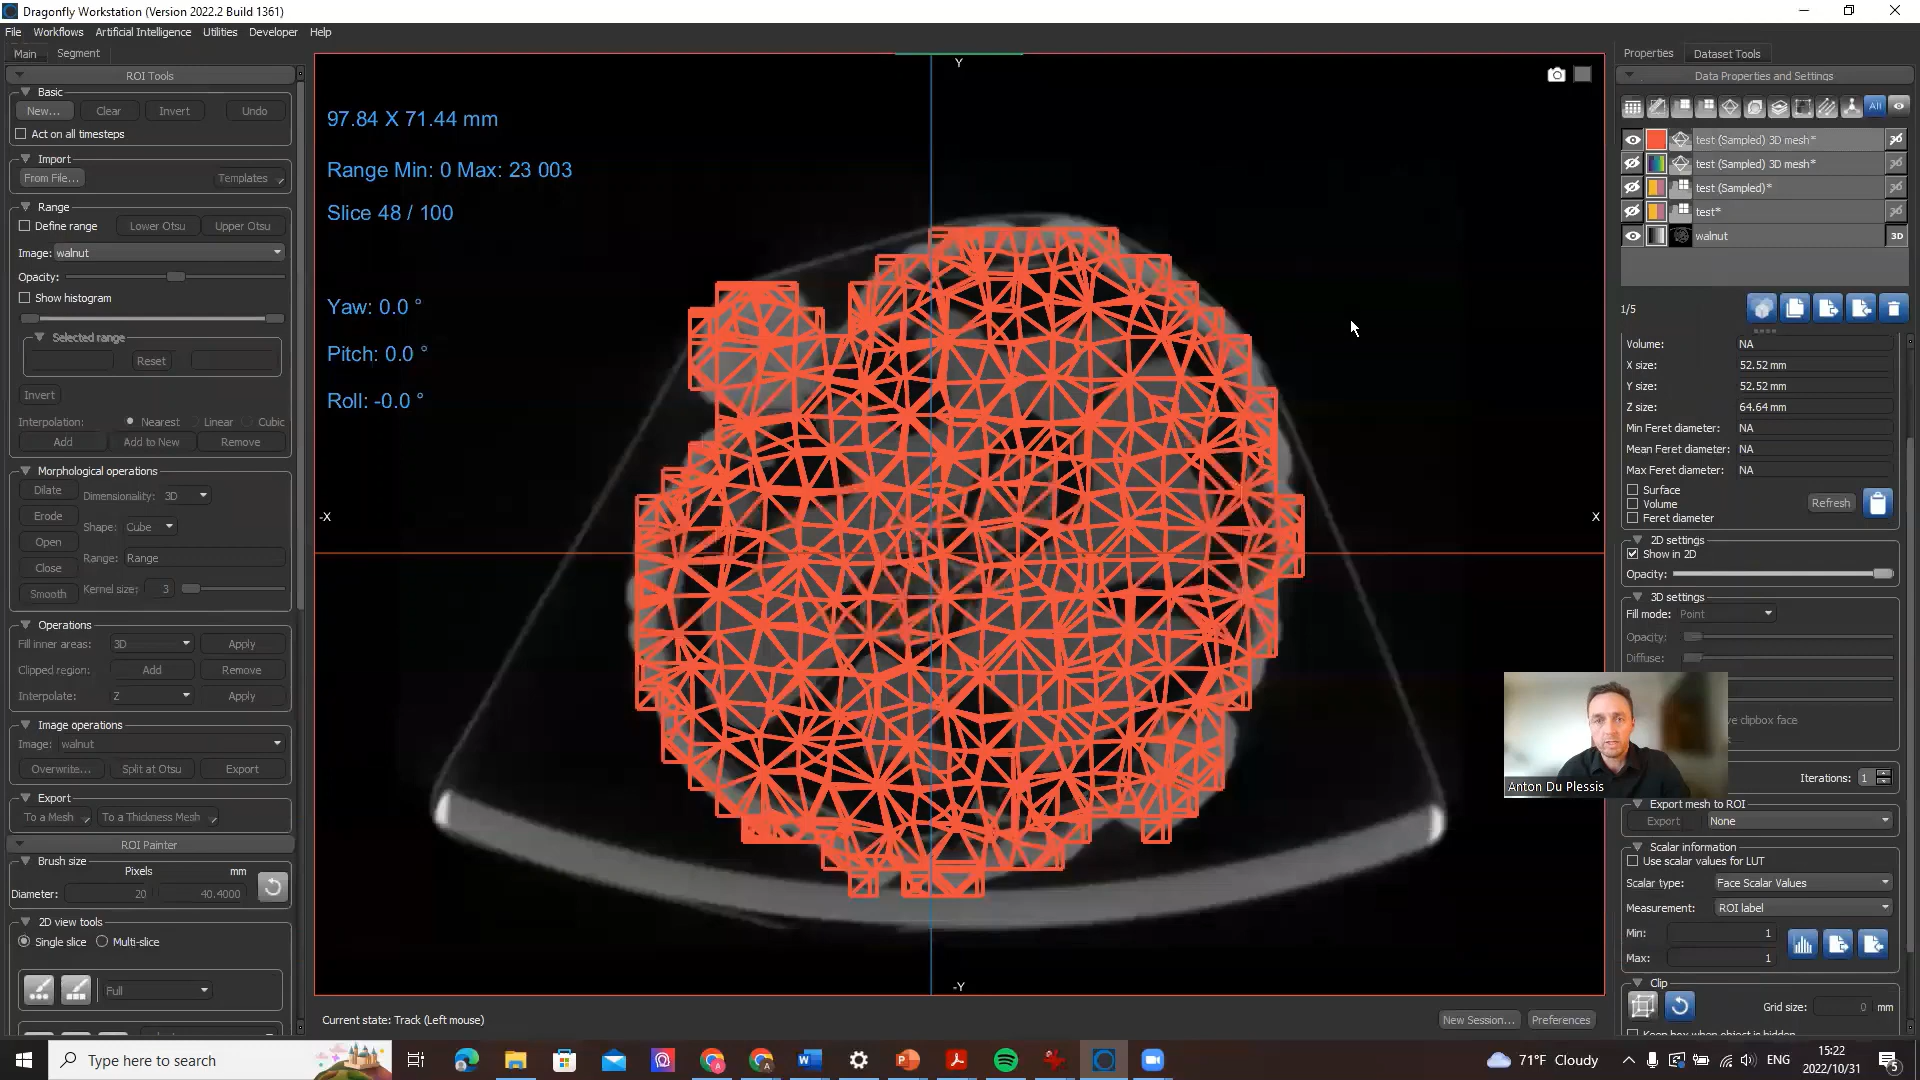 Dragonfly Workstation (Version 2022.2 Build 1361)
File Workflows Artificial Intelligence Utilities Developer Help
Main Segment
ROI Tools
Basic
New... Clear Invert Undo
Act on all timesteps
Import
From File... Templates
Range
Define range Lower Otsu Upper Otsu
Image: walnut
Opacity:
Show histogram
Selected range
Reset
Invert
Interpolation: Nearest Linear Cubic
Add Add to New Remove
Morphological operations
Dilate Dimensionality: 3D
Erode
Shape: Cube
Open
Range: Range
Close
Kernel size: 3
Smooth
Operations
Fill inner areas: 3D Apply
Clipped region: Add Remove
Interpolate: Z Apply
Image operations
Image: walnut
Overwrite... Split at Otsu Export
Export
To a Mesh To a Thickness Mesh
ROI Painter
Brush size
Pixels mm
Diameter: 20 40.4000
2D view tools
Single slice Multi-slice
Full
97.84 X 71.44 mm
Range Min: 0 Max: 23 003
Slice 48 / 100
Yaw: 0.0 °
Pitch: 0.0 °
Roll: -0.0 °
Y
-X
X
-Y
Current state: Track (Left mouse)
New Session... Preferences
Properties Dataset Tools
Data Properties and Settings
All
test (Sampled) 3D mesh*
test (Sampled) 3D mesh*
test (Sampled)*
test*
walnut 3D
1/5
Volume: NA
X size: 52.52 mm
Y size: 52.52 mm
Z size: 64.64 mm
Min Feret diameter: NA
Mean Feret diameter: NA
Max Feret diameter: NA
Surface
Volume
Feret diameter
Refresh
2D settings
Show in 2D
Opacity:
3D settings
Fill mode: Point
Opacity:
Diffuse:
clipbox face
Iterations: 1
Anton Du Plessis
Export mesh to ROI
Export None
Scalar information
Use scalar values for LUT
Scalar type: Face Scalar Values
Measurement: ROI label
Min: 1
Max: 1
Clip
Grid size: 0 mm
Keep box when object is hidden
Type here to search
71°F Cloudy
ENG
15:22
2022/10/31
5